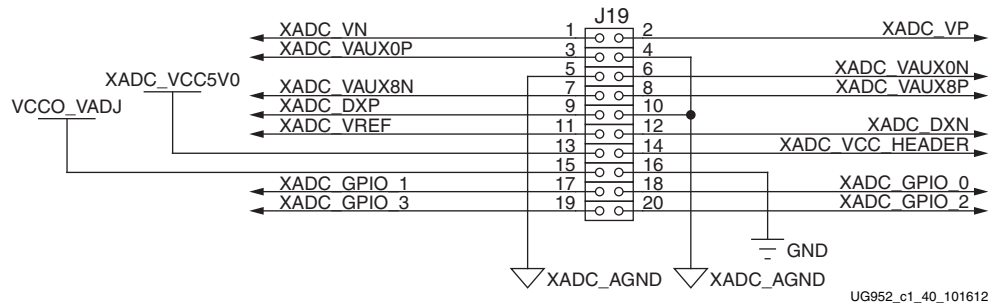 J19
XADC_VN 1 2 XADC_VP
XADC_VAUX0P 3 4
5 6 XADC_VAUX0N
XADC_VCC5V0
XADC_VAUX8N 7 8 XADC_VAUX8P
VCCO_VADJ
XADC_DXP 9 10
XADC_VREF 11 12 XADC_DXN
13 14 XADC_VCC_HEADER
15 16
XADC_GPIO_1 17 18 XADC_GPIO_0
XADC_GPIO_3 19 20 XADC_GPIO_2
GND
XADC_AGND XADC_AGND
UG952_c1_40_101612